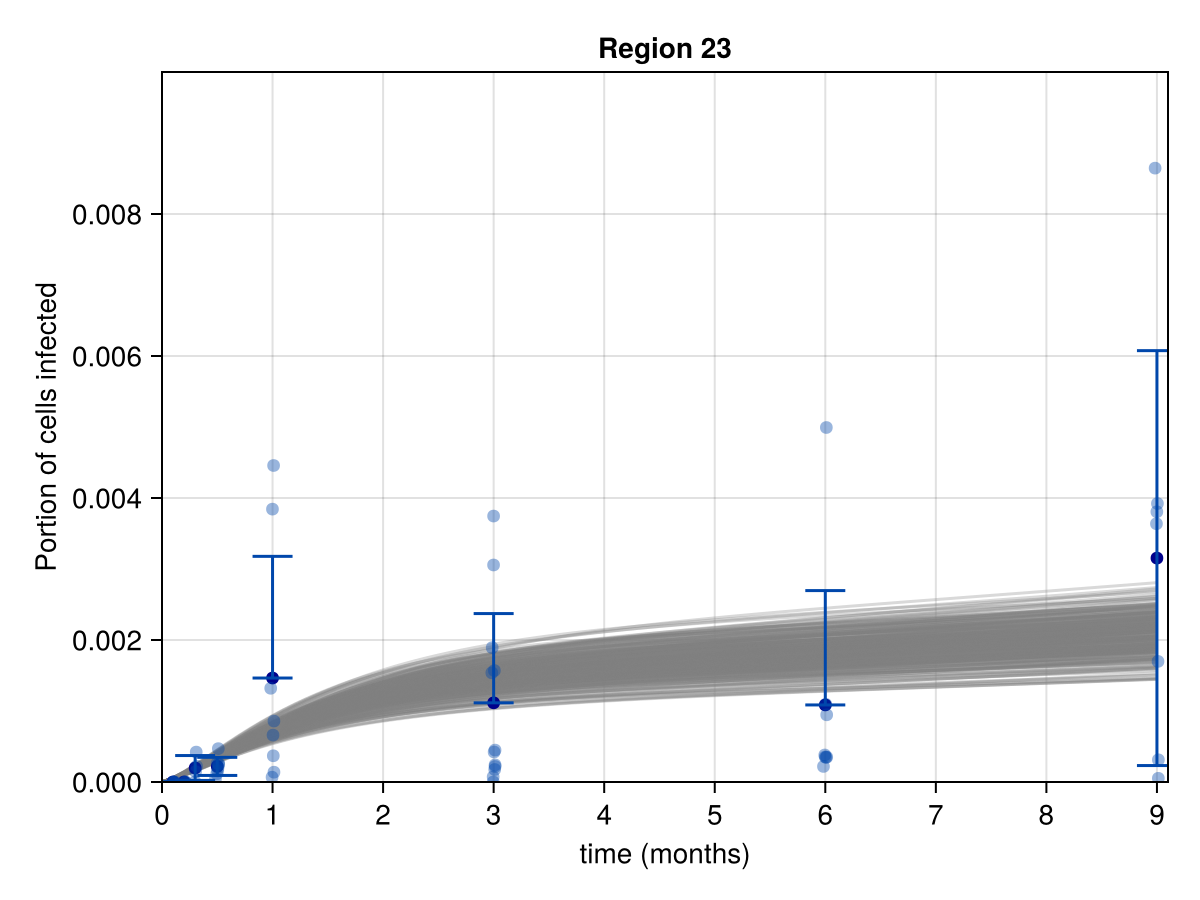 Region 23
Portion of cells infected
0.008
0.006
0.004
0.002
0.000
0 1 2 3 4 5 6 7 8 9
time (months)